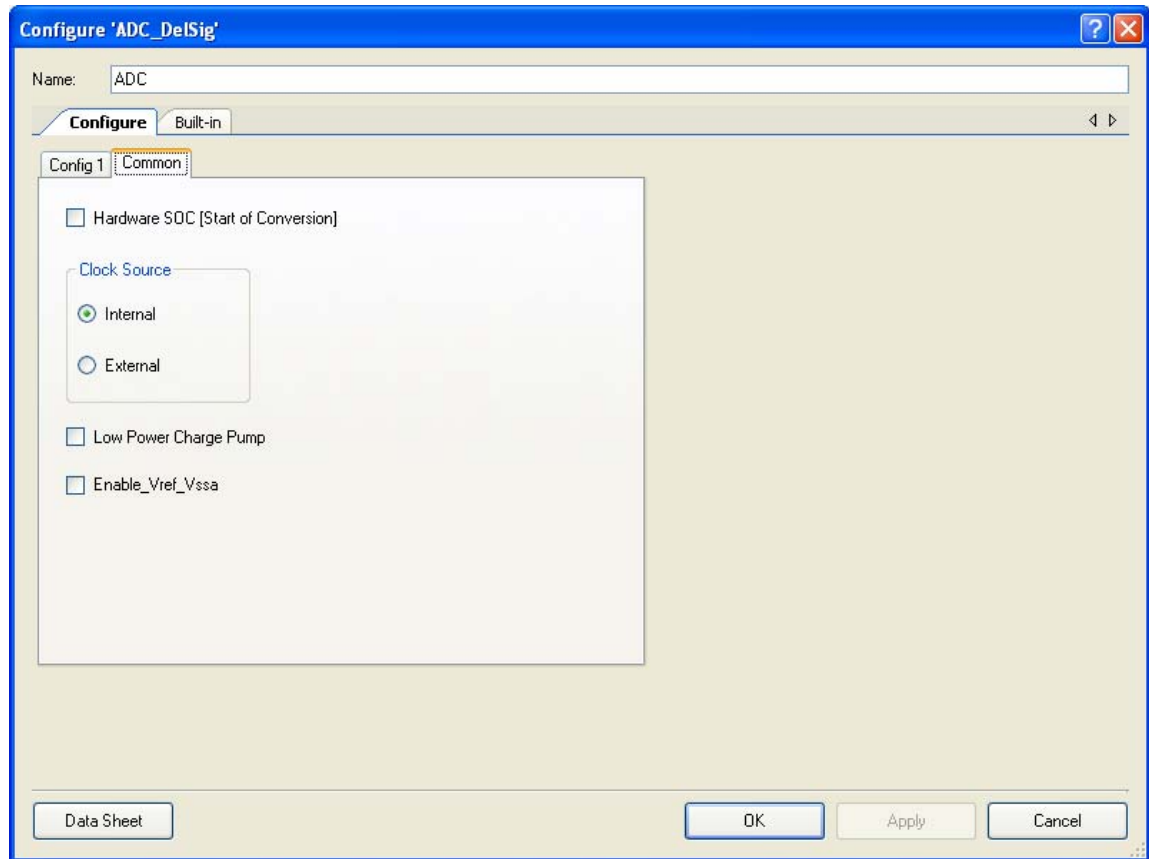 Configure 'ADC_DelSig'
Name: ADC
Configure Built-in
Config 1 Common
Hardware SOC [Start of Conversion]
Clock Source
Internal
External
Low Power Charge Pump
Enable_Vref_Vssa
Data Sheet OK Apply Cancel